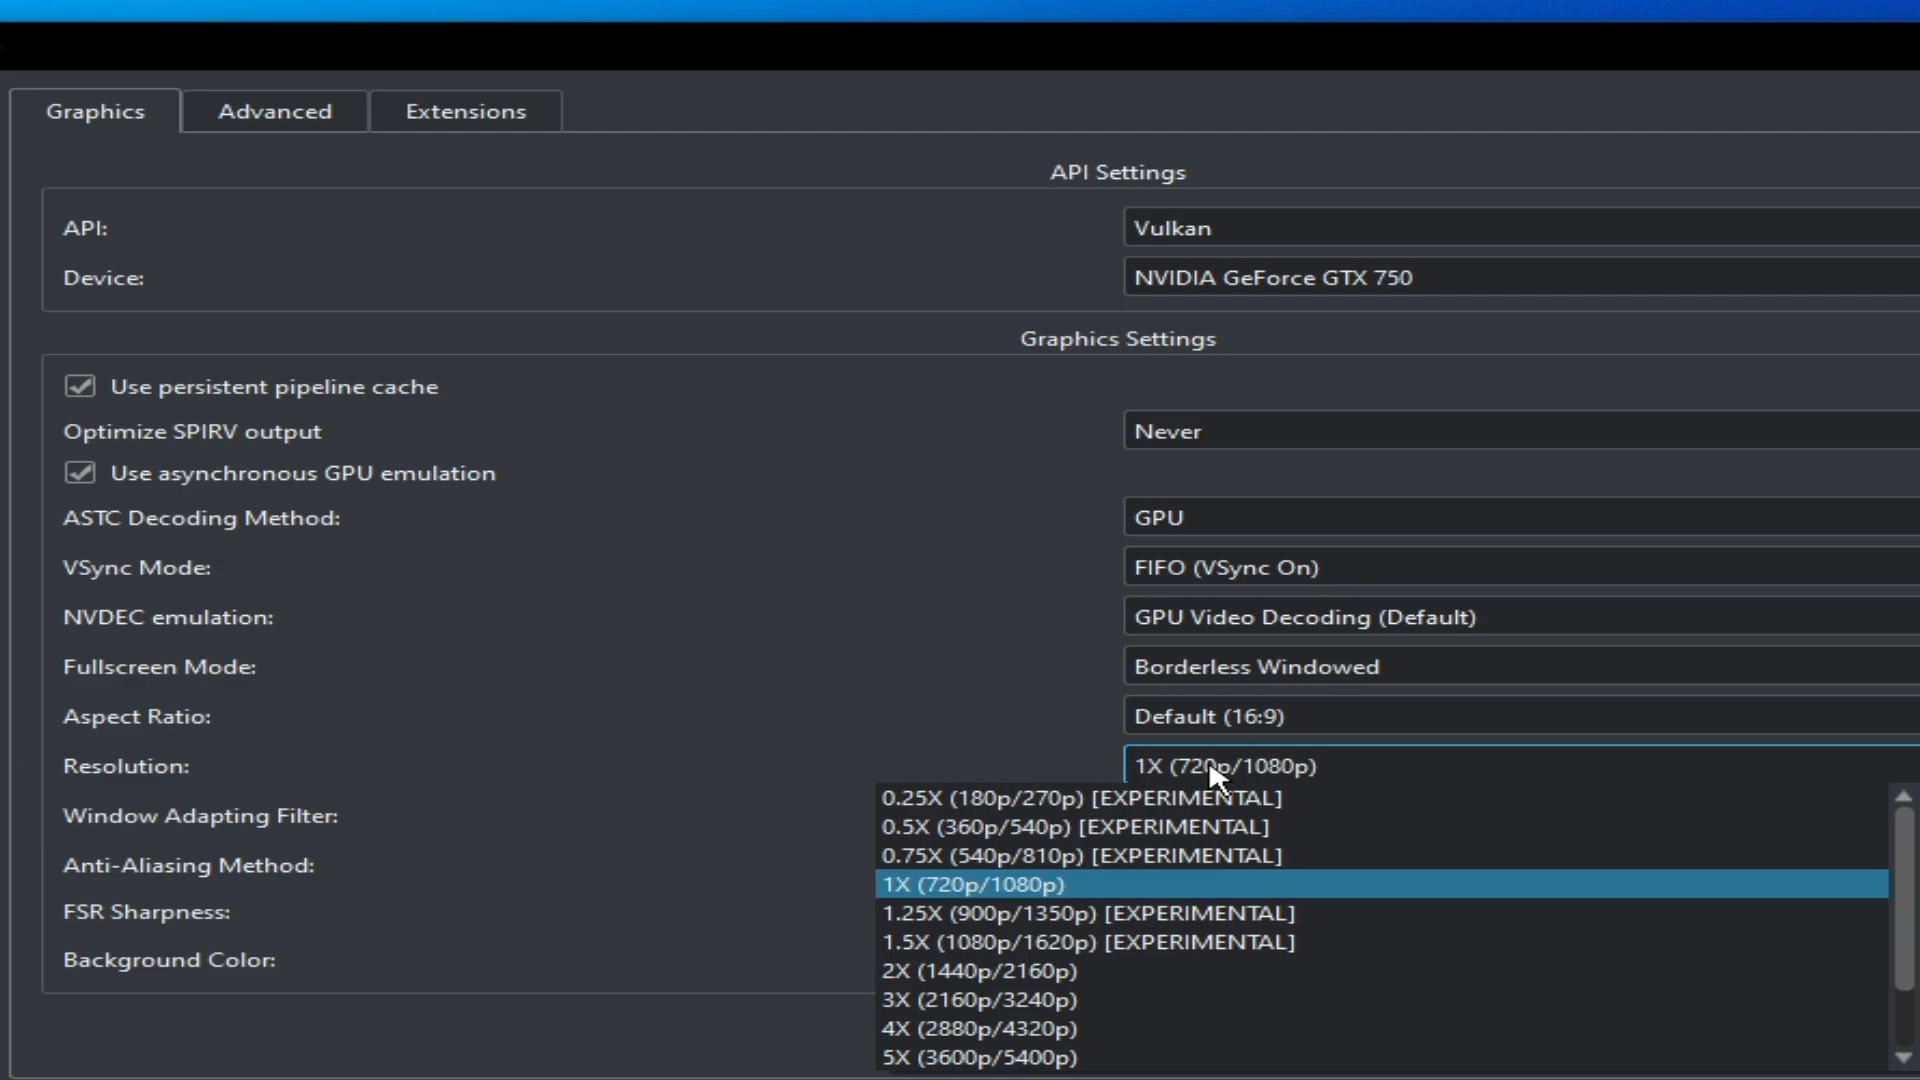 Graphics
Advanced
Extensions
API Settings
API:
Vulkan
Device:
NVIDIA GeForce GTX 750
Graphics Settings
Use persistent pipeline cache
Optimize SPIRV output
Never
Use asynchronous GPU emulation
ASTC Decoding Method:
GPU
VSync Mode:
FIFO (VSync On)
NVDEC emulation:
GPU Video Decoding (Default)
Fullscreen Mode:
Borderless Windowed
Aspect Ratio:
Default (16:9)
Resolution:
1X (720p/1080p)
Window Adapting Filter:
Anti-Aliasing Method:
FSR Sharpness:
Background Color:
0.25X (180p/270p) [EXPERIMENTAL]
0.5X (360p/540p) [EXPERIMENTAL]
0.75X (540p/810p) [EXPERIMENTAL]
1X (720p/1080p)
1.25X (900p/1350p) [EXPERIMENTAL]
1.5X (1080p/1620p) [EXPERIMENTAL]
2X (1440p/2160p)
3X (2160p/3240p)
4X (2880p/4320p)
5X (3600p/5400p)